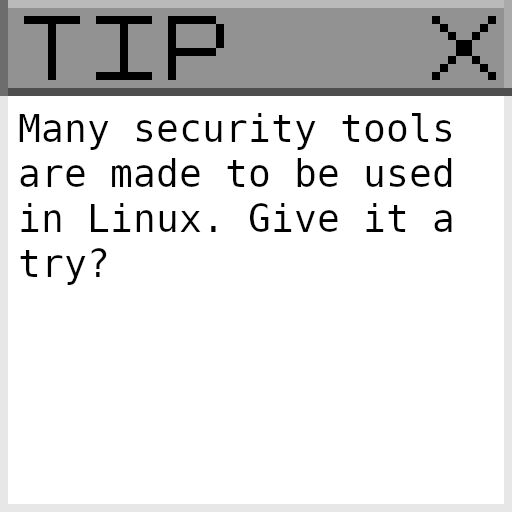 TIP
Many security tools
are made to be used
in Linux. Give it a
try?